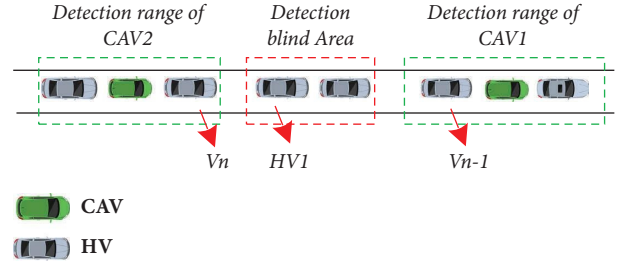 Detection range of
CAV2
Detection
blind Area
Detection range of
CAV1
Vn
HV1
Vn-1
CAV
HV